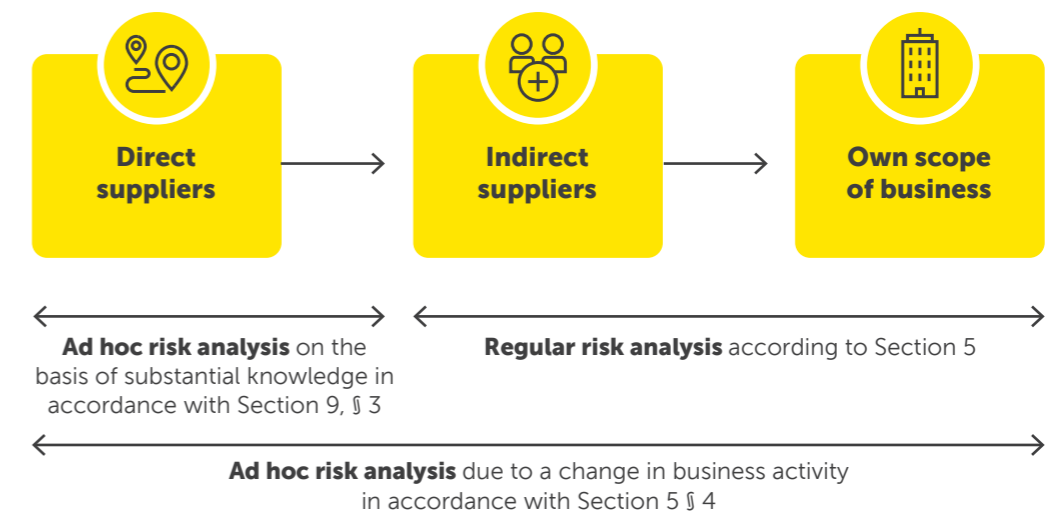 Direct
suppliers
Indirect
suppliers
Own scope
of business
Ad hoc risk analysis on the
basis of substantial knowledge in
accordance with Section 9, § 3
Regular risk analysis according to Section 5
Ad hoc risk analysis due to a change in business activity
in accordance with Section 5 § 4